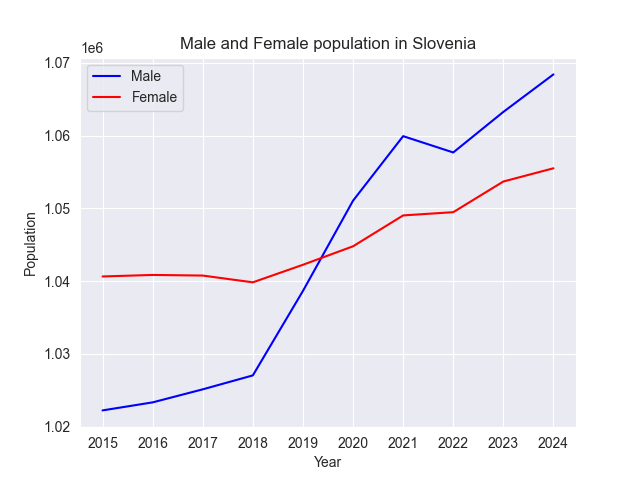 Male and Female population in Slovenia
1e6
Male
Female
1.07
1.06
1.05
1.04
1.03
1.02
Population
2015 2016 2017 2018 2019 2020 2021 2022 2023 2024
Year